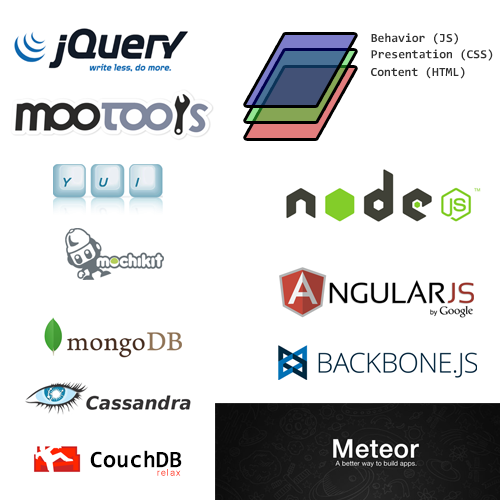 jQuery
write less, do more.
mootools
Y U I
mochikit
mongoDB
Cassandra
CouchDB
relax
Behavior (JS)
Presentation (CSS)
Content (HTML)
node
JS
TM
ANGULARJS
by Google
BACKBONE.JS
Meteor
A better way to build apps.